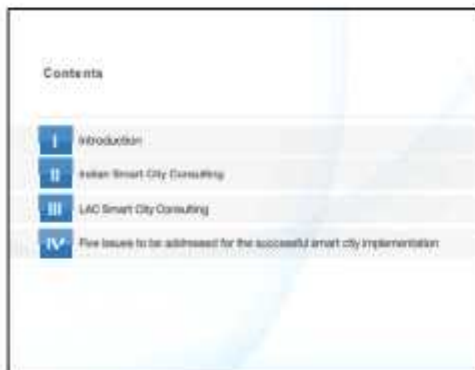 Contents
I Introduction
II Indian Smart City Consulting
III LAC Smart City Consulting
IV Five issues to be addressed for the successful smart city implementation